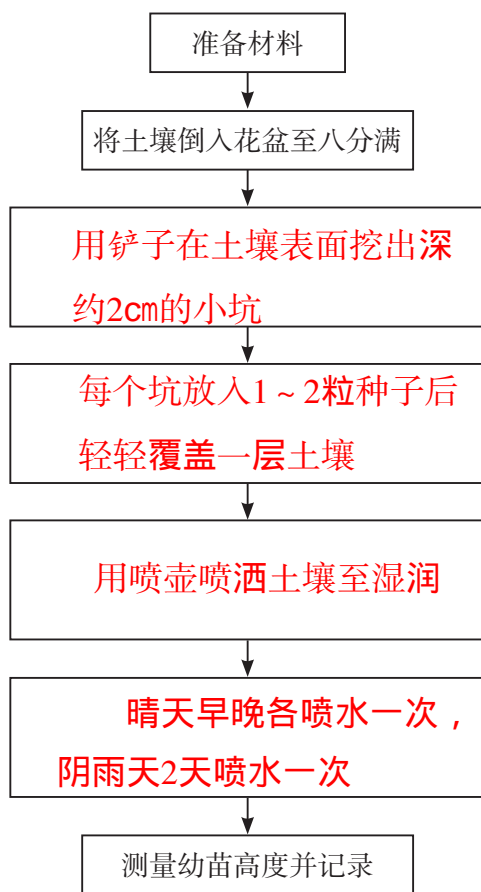 准备材料
将土壤倒入花盆至八分满
用铲子在土壤表面挖出深
约2cm的小坑
每个坑放入1～2粒种子后
轻轻覆盖一层土壤
用喷壶喷洒土壤至湿润
晴天早晚各喷水一次，
阴雨天2天喷水一次
测量幼苗高度并记录